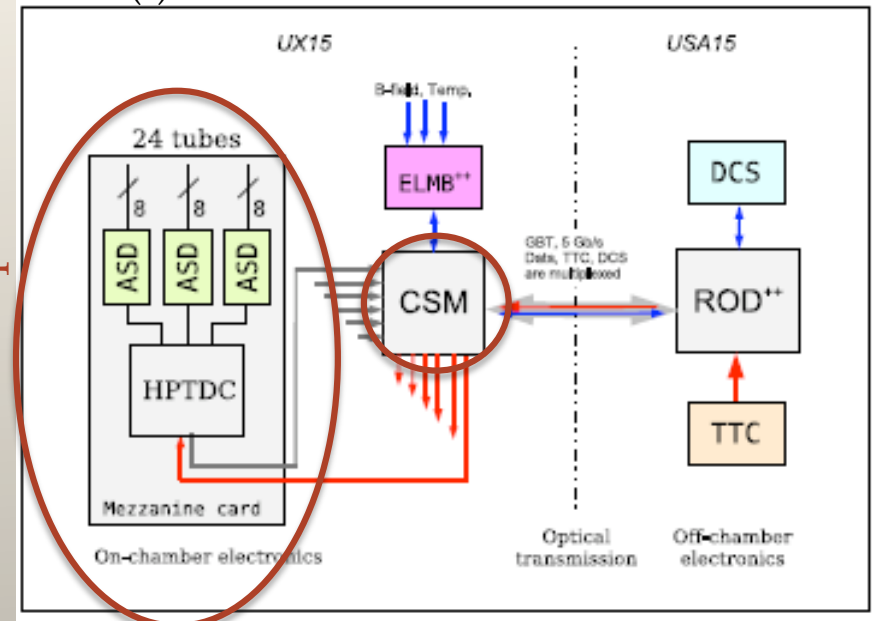 UX15
USA15
B-field, Temp,
24 tubes
8
8
8
ASD
ASD
ASD
HPTDC
Mezzanine card
On-chamber electronics
ELMB++
CSM
GBT, 5 Gb/s
Data, TTC, DCS
are multiplexed
DCS
ROD++
TTC
Optical
transmission
Off-chamber
electronics